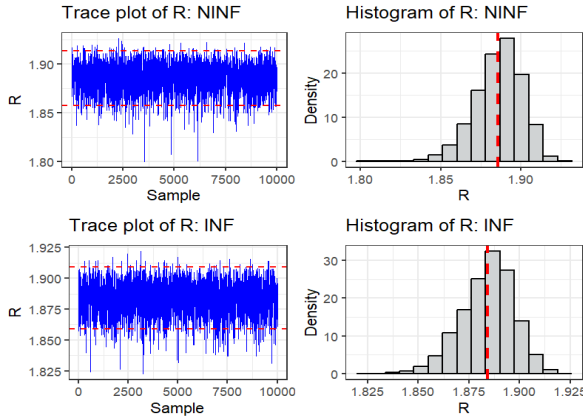 Trace plot of R: NINF
R
1.90
1.85
1.80
0 2500 5000 7500 10000
Sample
Histogram of R: NINF
Density
20
10
0
1.80 1.85 1.90
R
Trace plot of R: INF
R
1.925
1.900
1.875
1.850
1.825
0 2500 5000 7500 10000
Sample
Histogram of R: INF
Density
30
20
10
0
1.825 1.850 1.875 1.900 1.925
R